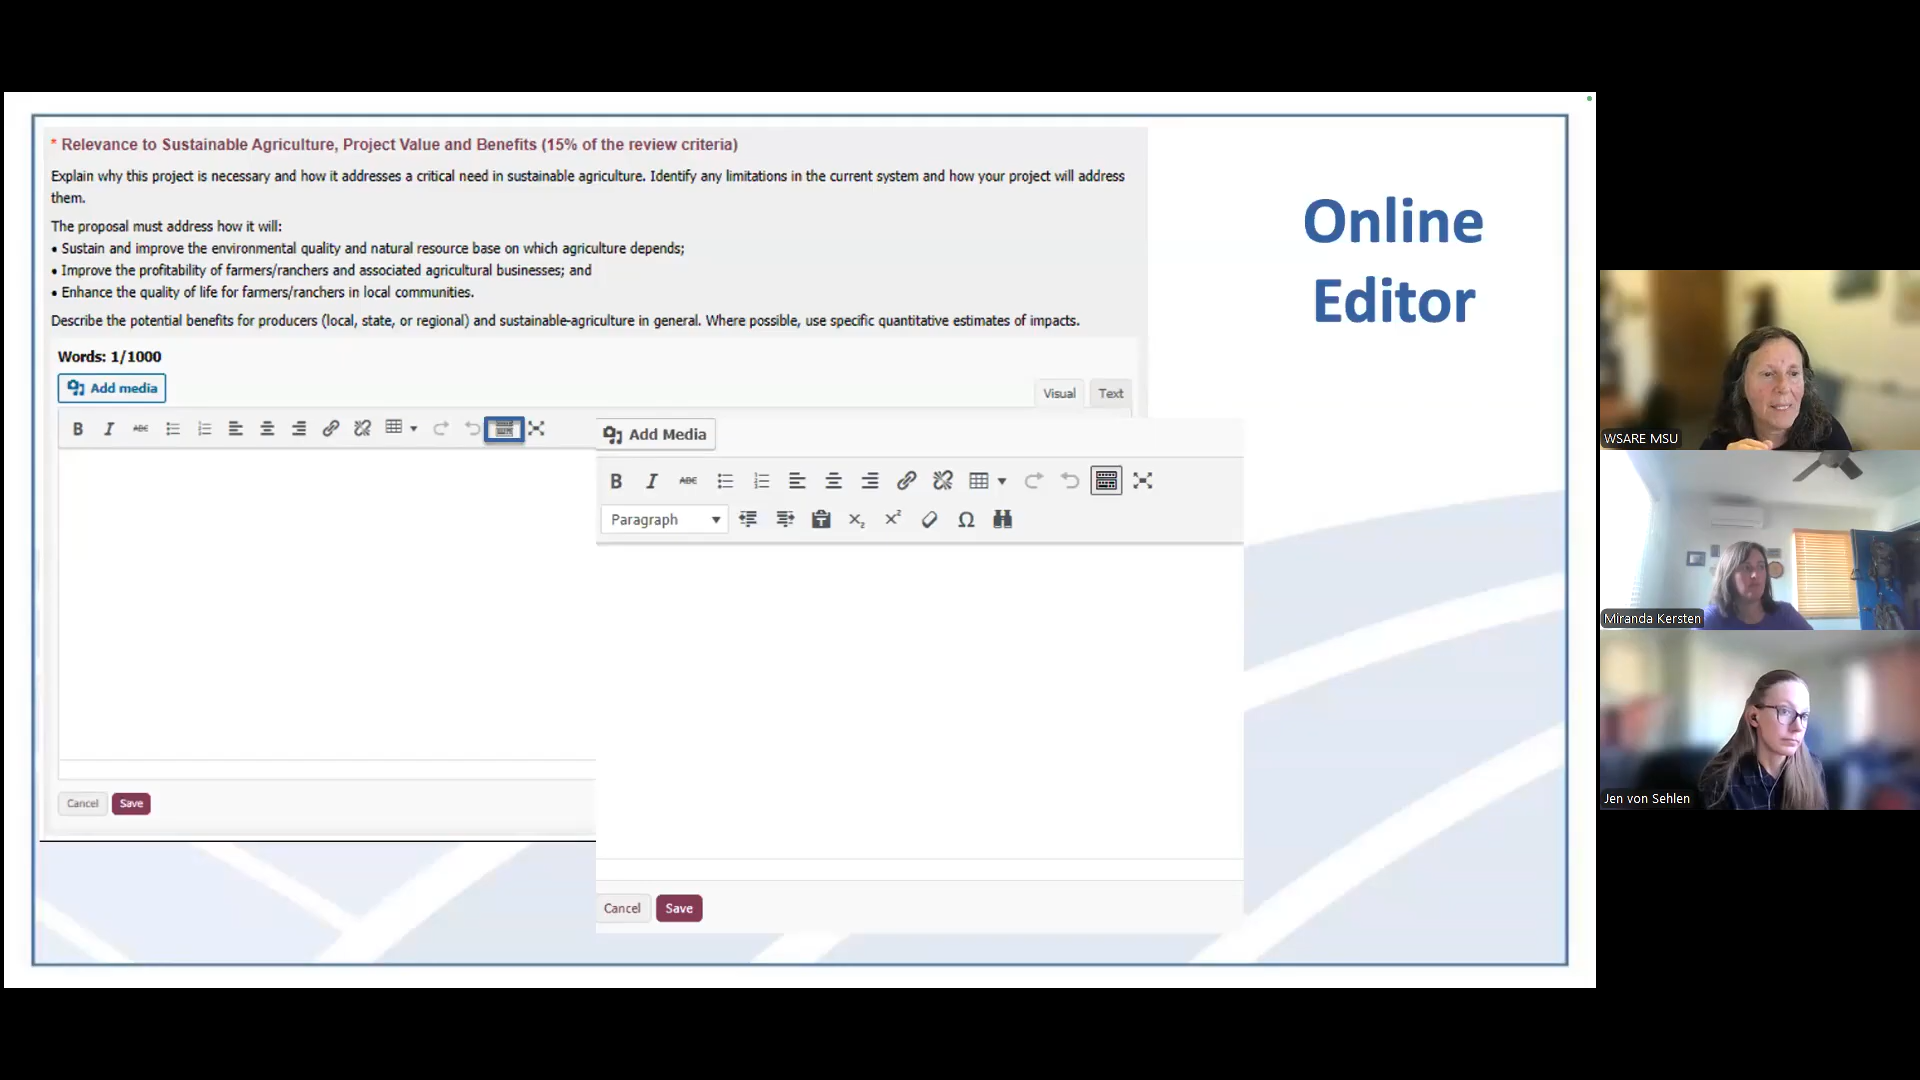 * Relevance to Sustainable Agriculture, Project Value and Benefits (15% of the review criteria)
Explain why this project is necessary and how it addresses a critical need in sustainable agriculture. Identify any limitations in the current system and how your project will address
them.
The proposal must address how it will:
• Sustain and improve the environmental quality and natural resource base on which agriculture depends;
• Improve the profitability of farmers/ranchers and associated agricultural businesses; and
• Enhance the quality of life for farmers/ranchers in local communities.
Describe the potential benefits for producers (local, state, or regional) and sustainable-agriculture in general. Where possible, use specific quantitative estimates of impacts.
Words: 1/1000
Add media
Visual Text
B I ABC
Cancel Save
Add Media
B I ABC
Paragraph X₂ X² Ω
Cancel Save
Online
Editor
WSARE MSU
Miranda Kersten
Jen von Sehlen